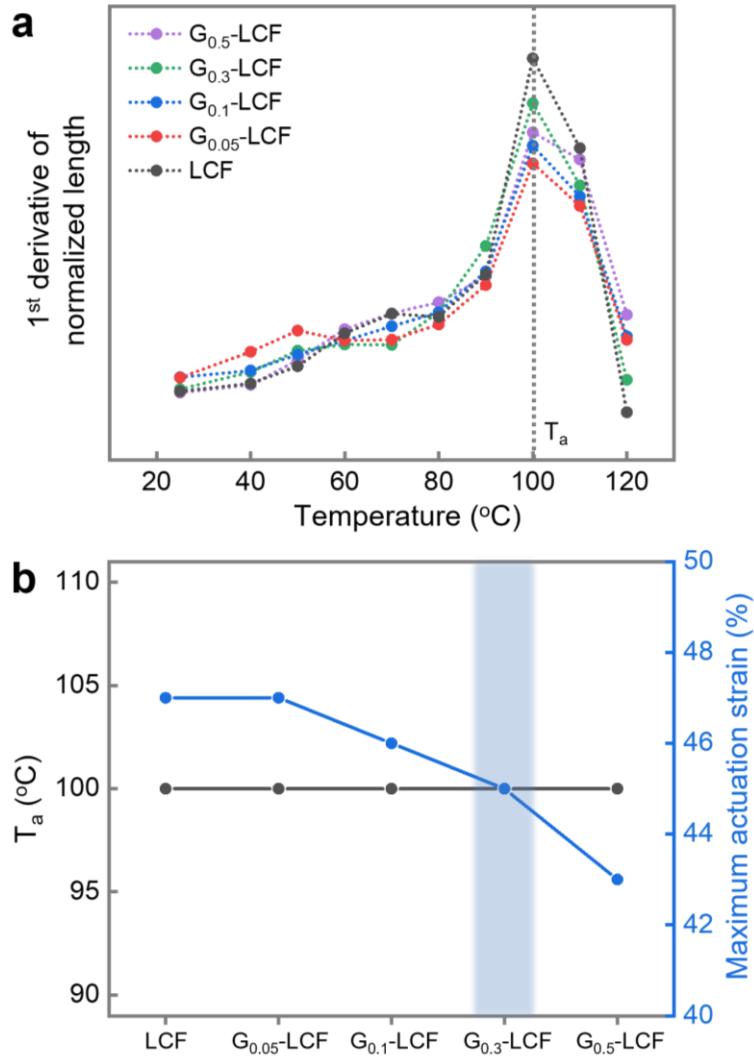 a
G₀.₅-LCF
G₀.₃-LCF
G₀.₁-LCF
G₀.₀₅-LCF
LCF
1ˢᵗ derivative of
normalized length
Tₐ
20 40 60 80 100 120
Temperature (°C)
b
110
105
100
95
90
Tₐ (°C)
50
48
46
44
42
40
Maximum actuation strain (%)
LCF G₀.₀₅-LCF G₀.₁-LCF G₀.₃-LCF G₀.₅-LCF